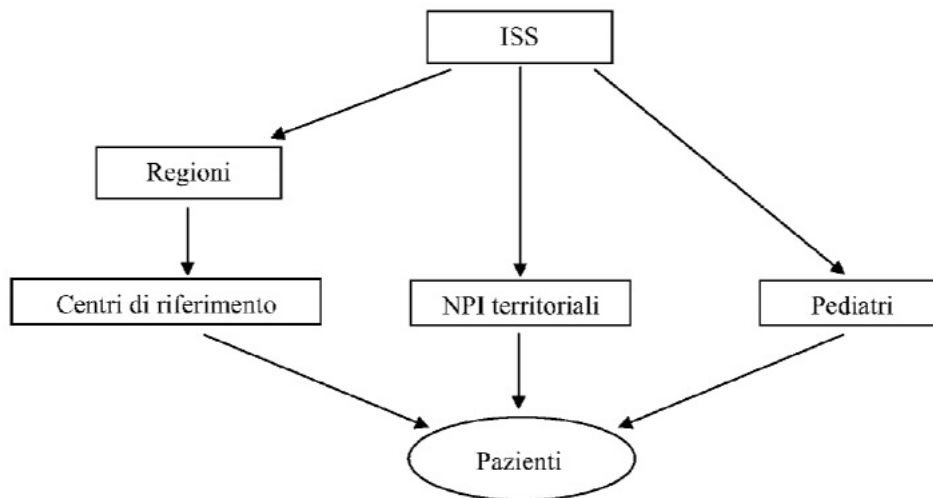 ISS
Regioni
Centri di riferimento
NPI territoriali
Pediatri
Pazienti